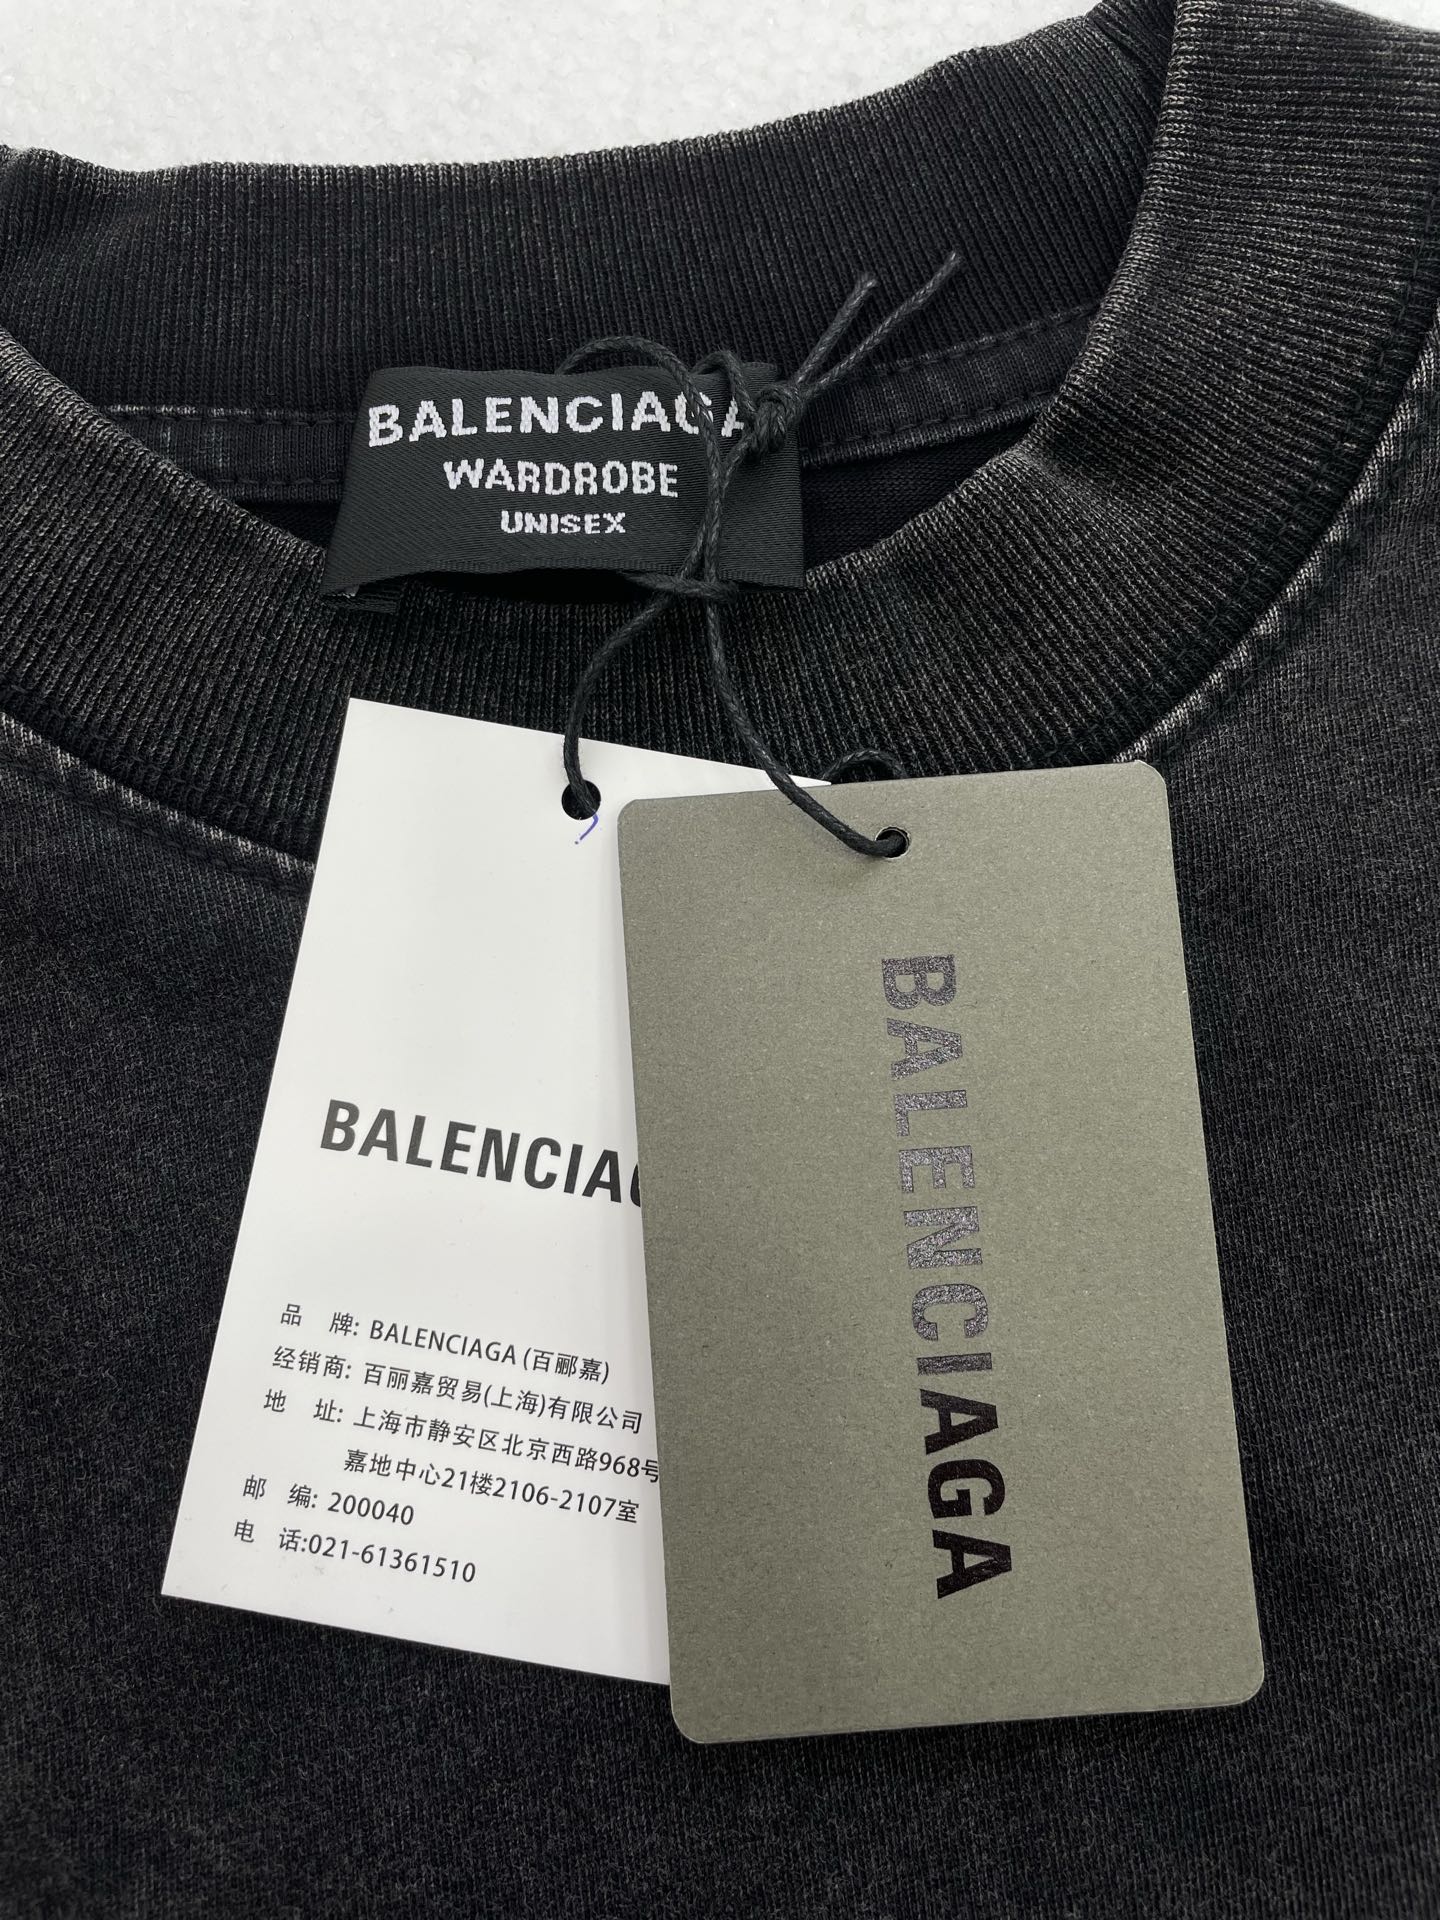 BALENCIAGA
WARDROBE
UNISEX
BALENCIAG
品 牌: BALENCIAGA (百郦嘉)
经销商: 百丽嘉贸易(上海)有限公司
地 址: 上海市静安区北京西路968号
嘉地中心21楼2106-2107室
邮 编: 200040
电 话:021-61361510
BALENCIAGA